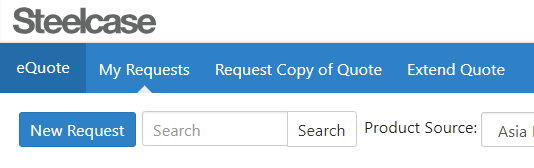 Steelcase
eQuote My Requests Request Copy of Quote Extend Quote
New Request Search Search Product Source: Asia